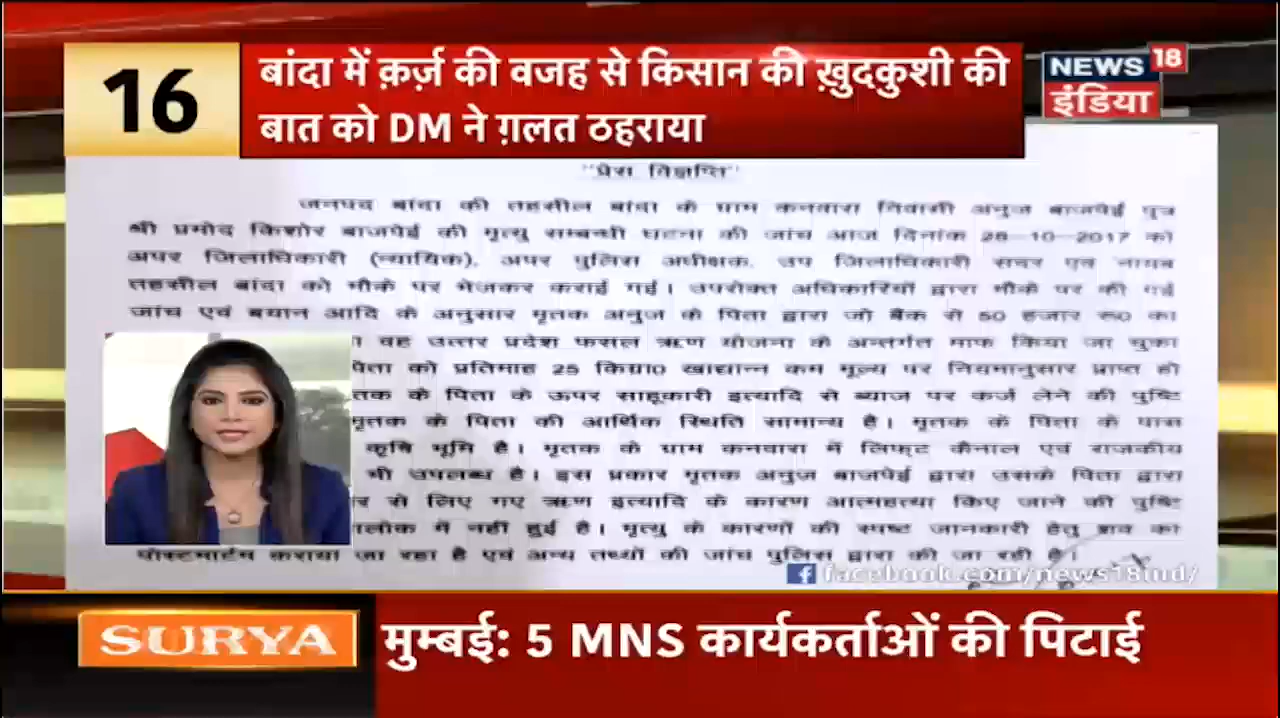 16
बांदा में क़र्ज़ की वजह से किसान की ख़ुदकुशी की
बात को DM ने ग़लत ठहराया
NEWS 18
इंडिया
"प्रेस विज्ञप्ति"
जनपद बांदा की तहसील बांदा के ग्राम कनवारा निवासी अनुज बाजपेई पुत्र
श्री प्रमोद किशोर बाजपेई की मृत्यु सम्बन्धी घटना की जांच आज दिनांक 28-10-2017 को
अपर जिलाधिकारी (न्यायिक), अपर पुलिस अधीक्षक, उप जिलाधिकारी सदर एवं नायब
तहसील बांदा को मौके पर भेजकर कराई गई। उपरोक्त अधिकारियों द्वारा मौके पर की गई
जांच एवं बयान आदि के अनुसार मृतक अनुज के पिता द्वारा जो बैंक से 50 हजार रू0 का
वह उत्तर प्रदेश फसल ऋण योजना के अन्तर्गत माफ किया जा चुका
पिता को प्रतिमाह 25 किग्रा0 खाद्यान्न कम मूल्य पर नियमानुसार प्राप्त हो
तक के पिता के ऊपर साहूकारी इत्यादि से ब्याज पर कर्ज लेने की पुष्टि
मृतक के पिता की आर्थिक स्थिति सामान्य है। मृतक के पिता के पास
कृषि भूमि है। मृतक के ग्राम कनवारा में लिफ्ट कैनाल एवं राजकीय
भी उपलब्ध है। इस प्रकार मृतक अनुज बाजपेई द्वारा उसके पिता द्वारा
र से लिए गए ऋण इत्यादि के कारण आत्महत्या किए जाने की पुष्टि
लोक में नहीं हुई है। मृत्यु के कारणों की स्पष्ट जानकारी हेतु शव का
पोस्टमार्टम कराया जा रहा है एवं अन्य तथ्यों की जांच पुलिस द्वारा की जा रही है।
facebook.com/news18ind/
SURYA
मुम्बई: 5 MNS कार्यकर्ताओं की पिटाई